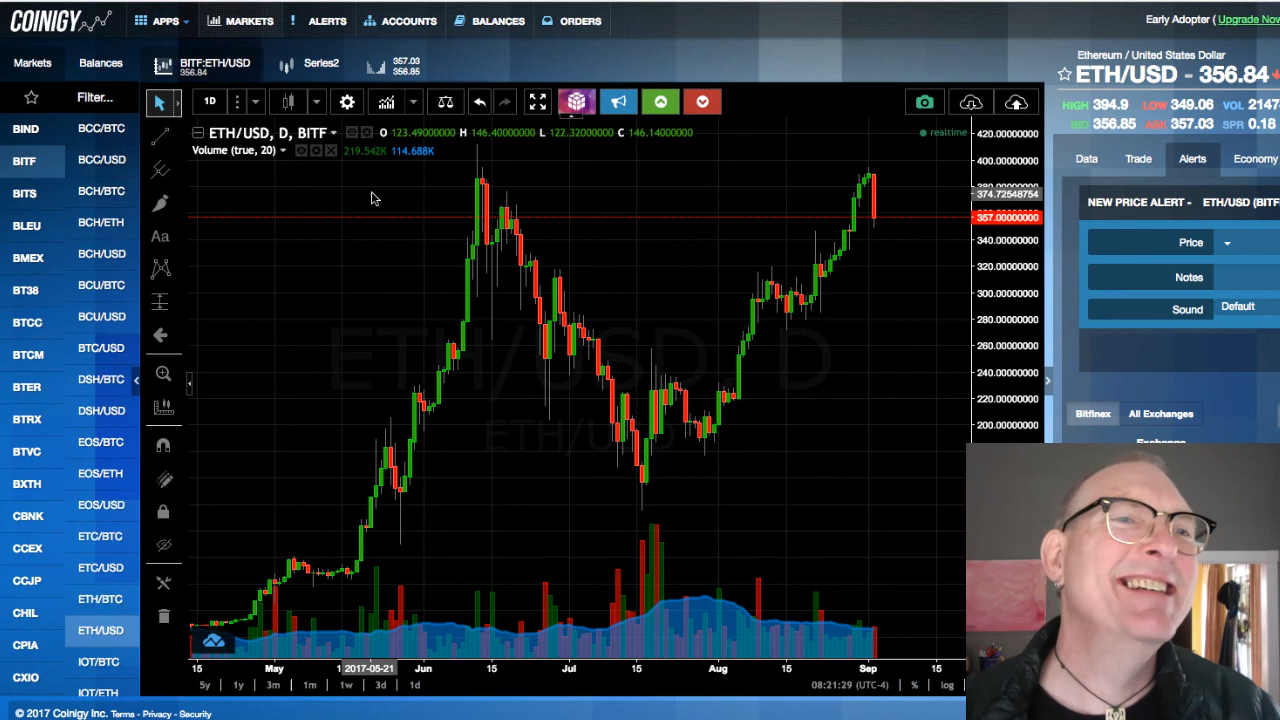 COINIGY
APPS MARKETS ALERTS ACCOUNTS BALANCES ORDERS
Early Adopter ( Upgrade Now
Markets Balances
BITF:ETH/USD
356.84
Series2
357.03
356.85
Ethereum / United States Dollar
ETH/USD - 356.84
HIGH 394.9 LOW 349.06 VOL 2147
BID 356.85 ASK 357.03 SPR 0.18
Filter...
1D
Data Trade Alerts Economy
ETH/USD, D, BITF O 123.49000000 H 146.40000000 L 122.32000000 C 146.14000000
realtime
Volume (true, 20) 219.542K 114.688K
NEW PRICE ALERT - ETH/USD (BITF
Price
Notes
Sound Default
Bitfinex All Exchanges
Exchange
BIND
BITF
BITS
BLEU
BMEX
BT38
BTCC
BTCM
BTER
BTRX
BTVC
BXTH
CBNK
CCEX
CCJP
CHIL
CPIA
CXIO
BCC/BTC
BCC/USD
BCH/BTC
BCH/ETH
BCH/USD
BCU/BTC
BCU/USD
BTC/USD
DSH/BTC
DSH/USD
EOS/BTC
EOS/ETH
EOS/USD
ETC/BTC
ETC/USD
ETH/BTC
ETH/USD
IOT/BTC
IOT/ETH
Aa
420.00000000
400.00000000
380.00000000
374.72548754
357.00000000
340.00000000
320.00000000
300.00000000
280.00000000
260.00000000
240.00000000
220.00000000
200.00000000
ETH/USD D
ETH/USD
15 May 1 2017-05-21 Jun 15 Jul 15 Aug 15 Sep 15
5y 1y 3m 1m 1w 3d 1d
08:21:29 (UTC-4) % log
© 2017 Coinigy Inc. Terms - Privacy - Security